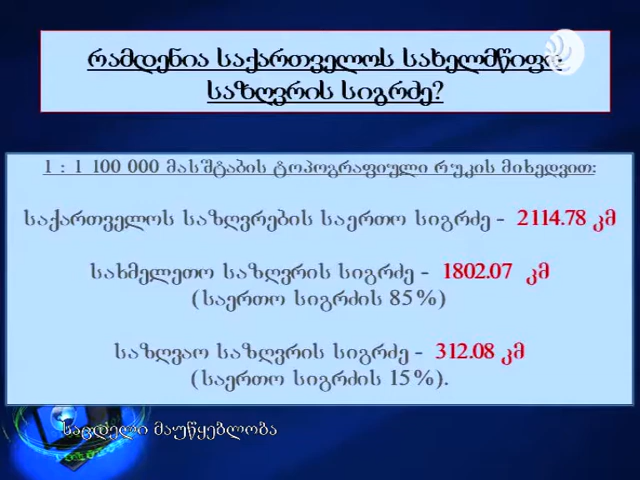 რამდენია საქართველოს სახელმწიფო
საზღვრის სიგრძე?
1 : 1 100 000 მასშტაბის ტოპოგრაფიული რუკის მიხედვით:
საქართველოს საზღვრების საერთო სიგრძე - 2114.78 კმ
სახმელეთო საზღვრის სიგრძე - 1802.07 კმ
(საერთო სიგრძის 85%)
საზღვაო საზღვრის სიგრძე - 312.08 კმ
(საერთო სიგრძის 15%).
საცდელი მაუწყებლობა